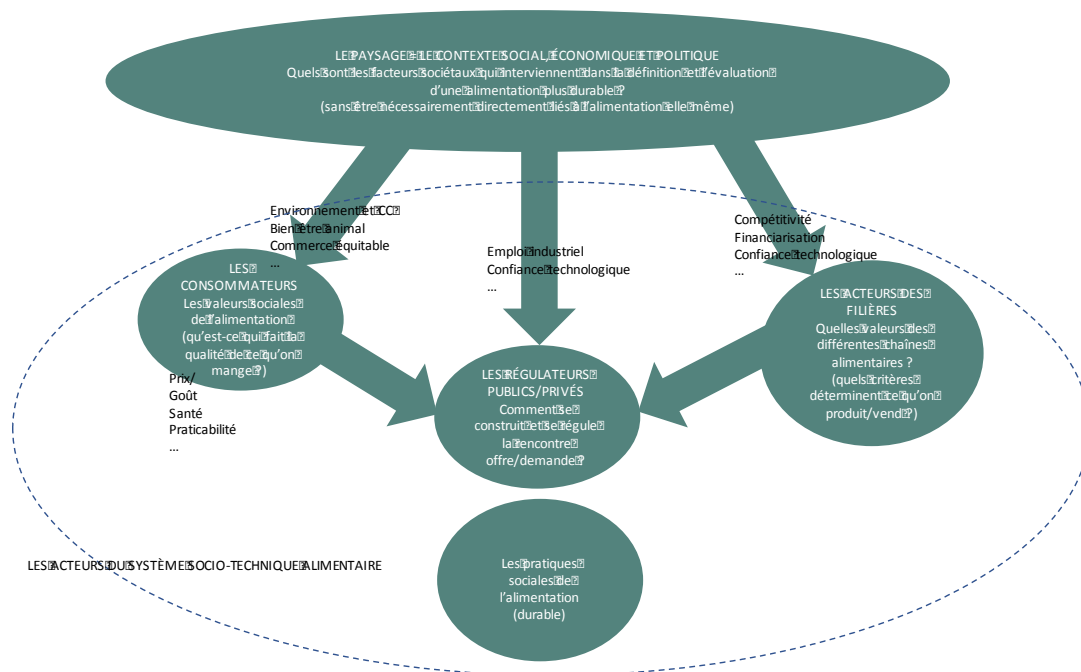 LE PAYSAGE = LE CONTEXTE SOCIAL, ÉCONOMIQUE ET POLITIQUE
Quels sont les facteurs sociétaux qui interviennent dans la définition et l'évaluation
d'une alimentation plus durable ?
(sans être nécessairement directement liés à l'alimentation elle même)
Environnement et CC
Bien être animal
Commerce équitable
…
Emploi industriel
Confiance technologique
…
Compétitivité
Financiarisation
Confiance technologique
…
LES
CONSOMMATEURS
Les valeurs sociales
de l'alimentation
(qu'est-ce qui fait la
qualité de ce qu'on
mange ?)
Prix/
Goût
Santé
Praticabilité
…
LES RÉGULATEURS
PUBLICS/PRIVÉS
Comment se
construit et se régule
la rencontre
offre/demande ?
LES ACTEURS DES
FILIÈRES
Quelles valeurs des
différentes chaînes
alimentaires ?
(quels critères
déterminent ce qu'on
produit/vend ?)
LES ACTEURS DU SYSTÈME SOCIO-TECHNIQUE ALIMENTAIRE
Les pratiques
sociales de
l'alimentation
(durable)